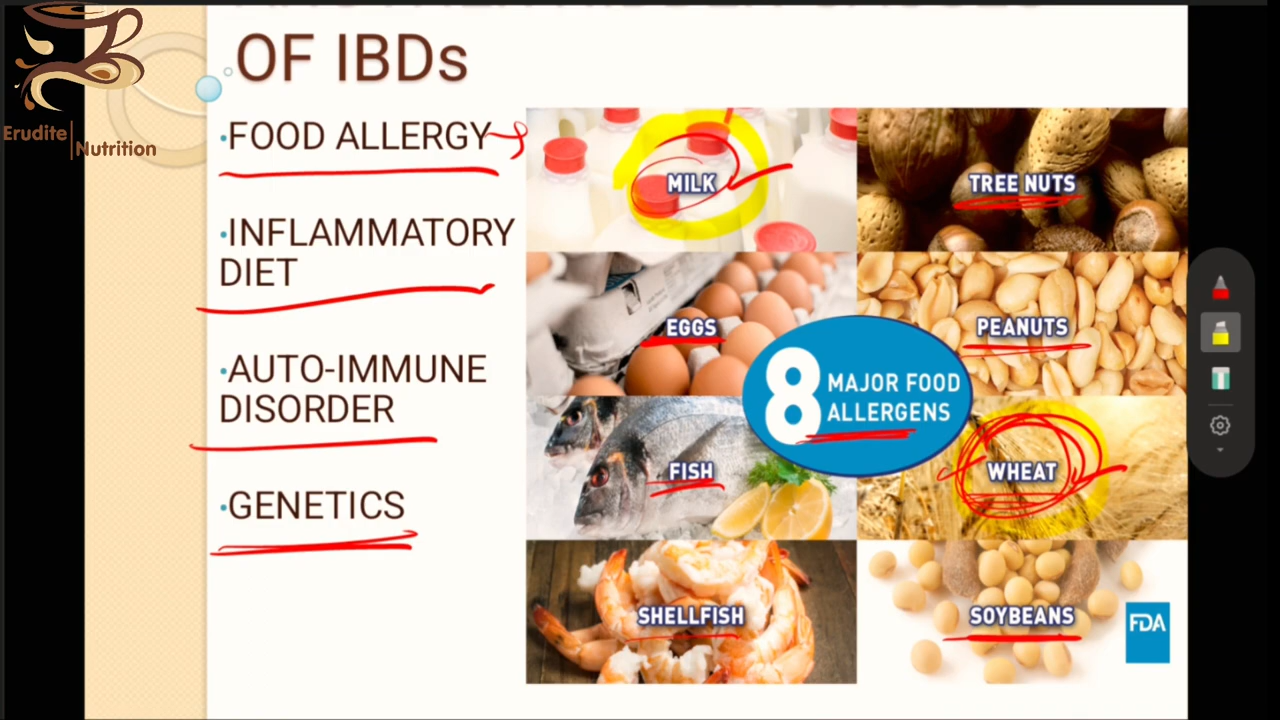 Erudite
Nutrition
OF IBDs
•FOOD ALLERGY
•INFLAMMATORY
DIET
•AUTO-IMMUNE
DISORDER
•GENETICS
MILK
TREE NUTS
EGGS
PEANUTS
8 MAJOR FOOD
ALLERGENS
FISH
WHEAT
SHELLFISH
SOYBEANS
FDA